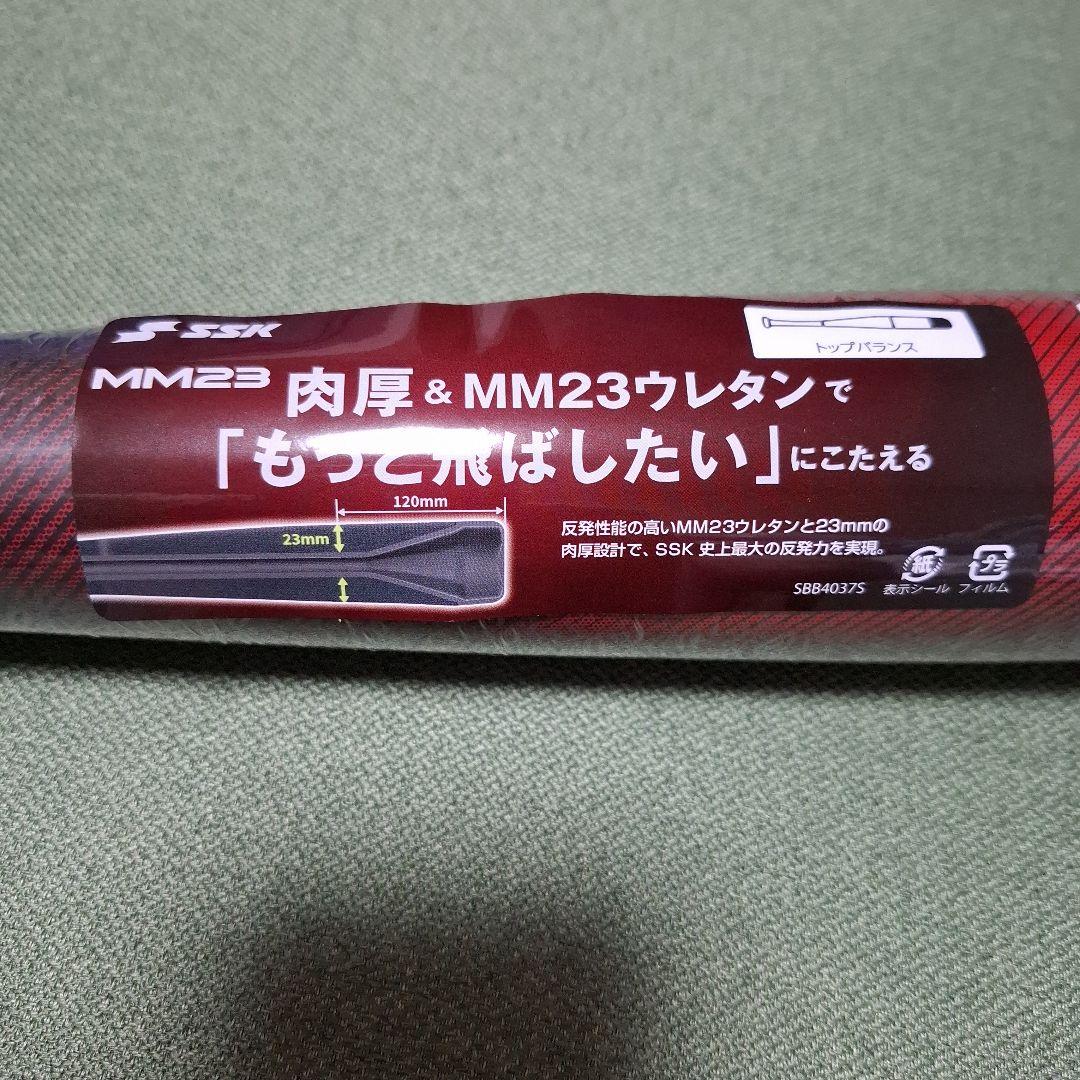 SSK
トップバランス
MM23
肉厚&MM23ウレタンで
「もっと飛ばしたい」にこたえる
120mm
23mm
反発性能の高いMM23ウレタンと23mmの
肉厚設計で、SSK 史上最大の反発力を実現。
紙 プラ
SBB4037S 表示シール フィルム